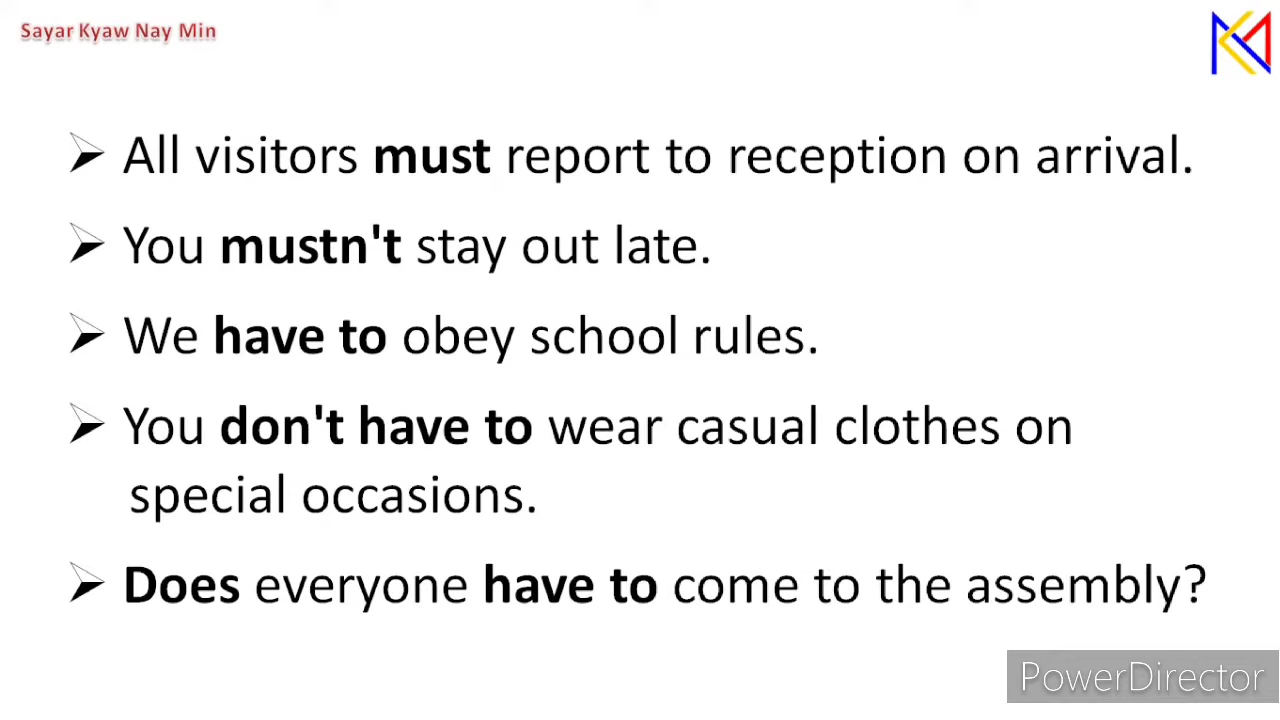 Sayar Kyaw Nay Min
➢ All visitors must report to reception on arrival.
➢ You mustn't stay out late.
➢ We have to obey school rules.
➢ You don't have to wear casual clothes on
special occasions.
➢ Does everyone have to come to the assembly?
PowerDirector